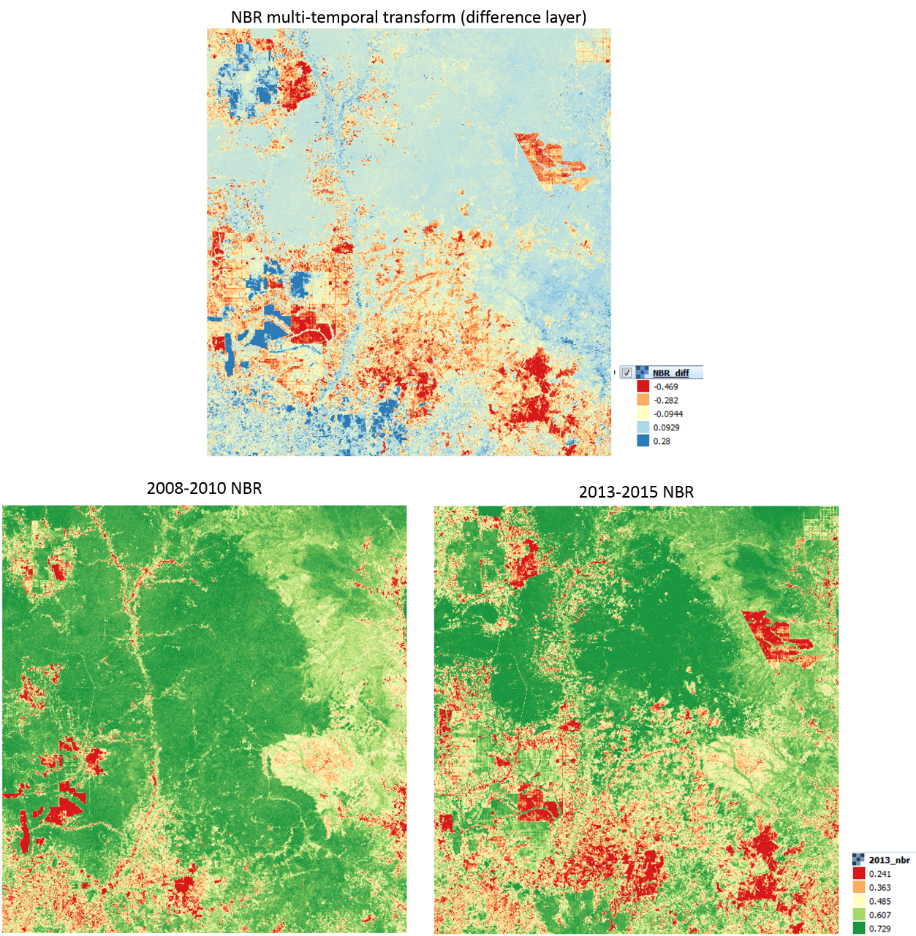 NBR multi-temporal transform (difference layer)
NBR_diff
-0.469
-0.282
-0.0944
0.0929
0.28
2008-2010 NBR
2013-2015 NBR
2013_nbr
0.241
0.363
0.485
0.607
0.729